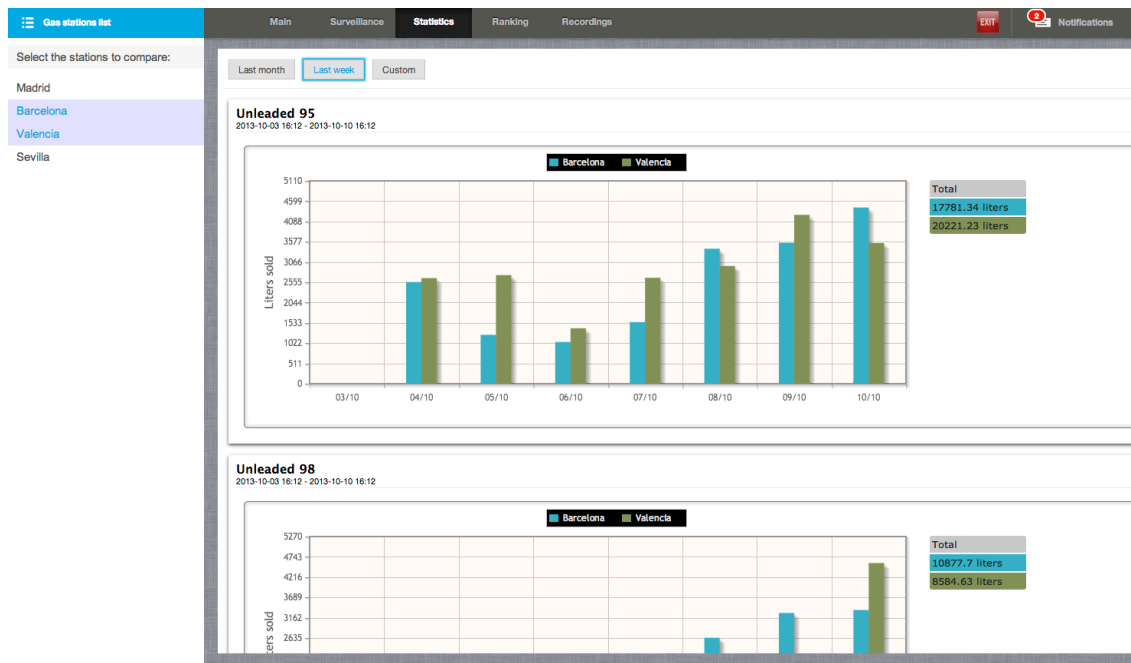 Gas stations list
Main Surveillance Statistics Ranking Recordings EXIT 2 Notifications
Select the stations to compare:
Madrid
Barcelona
Valencia
Sevilla
Last month Last week Custom
Unleaded 95
2013-10-03 16:12 - 2013-10-10 16:12
Barcelona Valencia
5110
4599
4088
3577
3066
2555
2044
1533
1022
511
0
Liters sold
03/10 04/10 05/10 06/10 07/10 08/10 09/10 10/10
Total
17781.34 liters
20221.23 liters
Unleaded 98
2013-10-03 16:12 - 2013-10-10 16:12
Barcelona Valencia
5270
4743
4216
3689
3162
2635
ters sold
Total
10877.7 liters
8584.63 liters